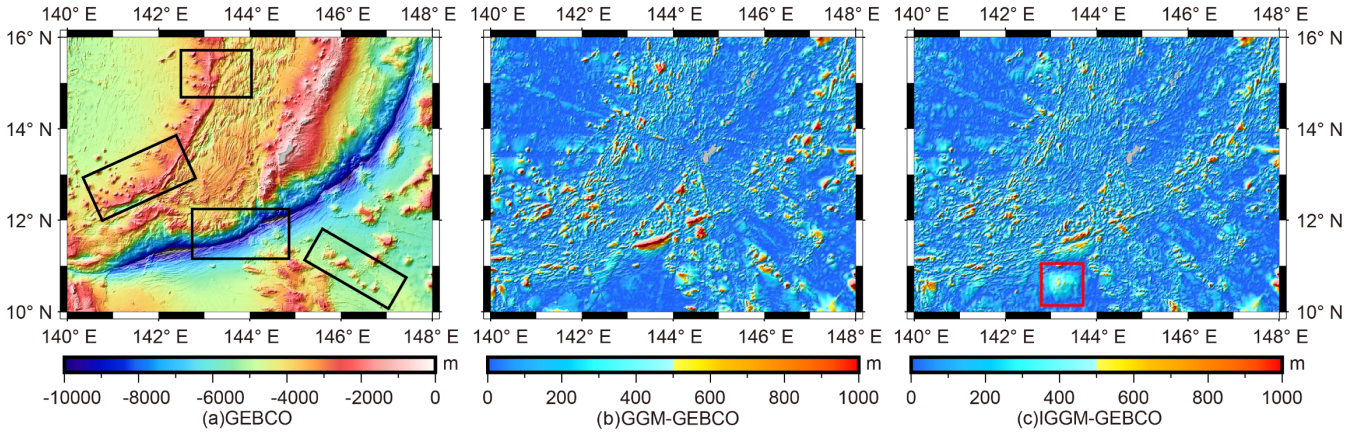 140° E 142° E 144° E 146° E 148° E 140° E 142° E 144° E 146° E 148° E 140° E 142° E 144° E 146° E 148° E
16° N 16° N
14° N 14° N
12° N 12° N
10° N 10° N
140° E 142° E 144° E 146° E 148° E 140° E 142° E 144° E 146° E 148° E 140° E 142° E 144° E 146° E 148° E
m m m
-10000 -8000 -6000 -4000 -2000 0 0 200 400 600 800 1000 0 200 400 600 800 1000
(a)GEBCO (b)GGM-GEBCO (c)IGGM-GEBCO